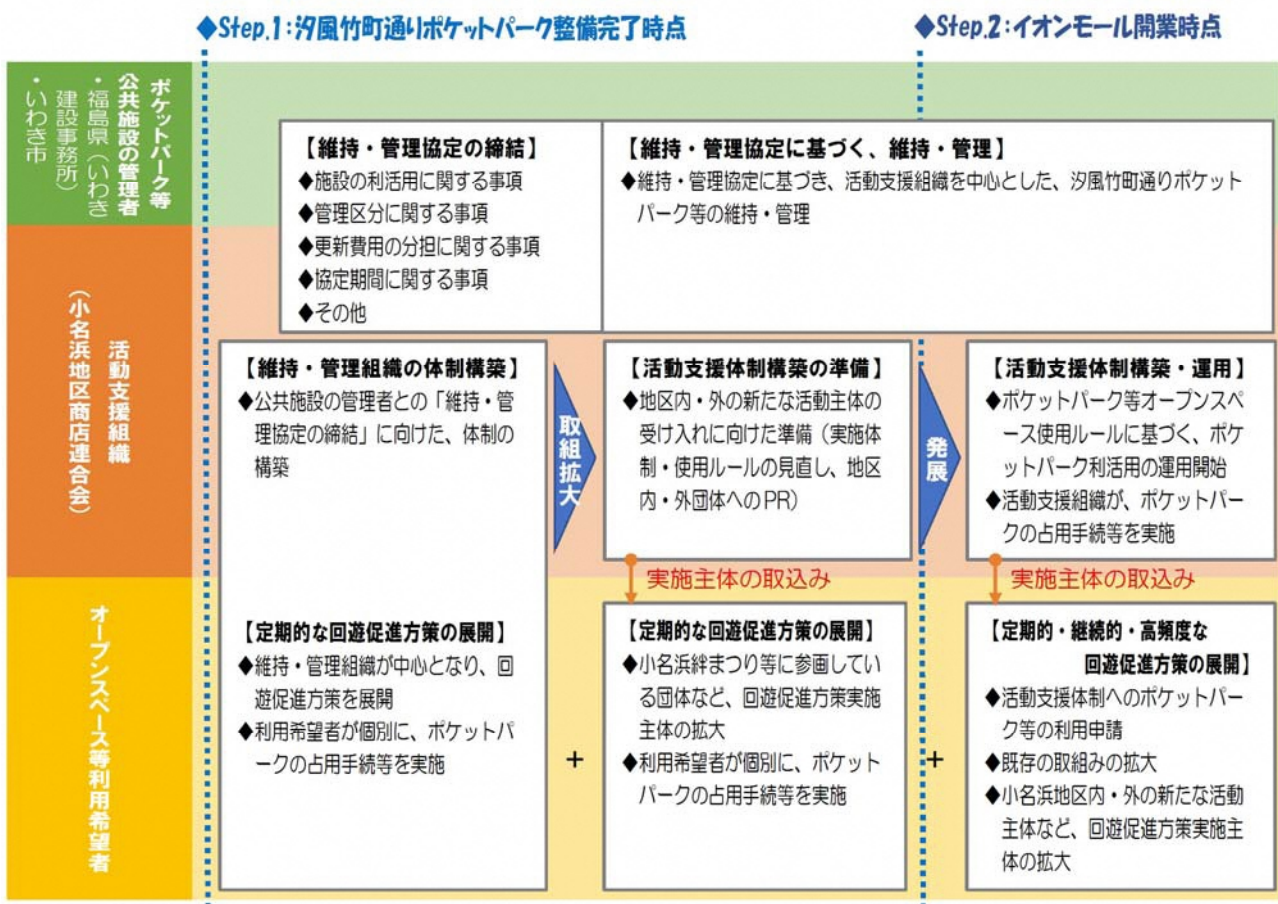 ◆Step.1:汐風竹町通りポケットパーク整備完了時点
◆Step.2:イオンモール開業時点
ポケットパーク等
公共施設の管理者
・福島県（いわき
建設事務所）
・いわき市
【維持・管理協定の締結】
◆施設の利活用に関する事項
◆管理区分に関する事項
◆更新費用の分担に関する事項
◆協定期間に関する事項
◆その他
【維持・管理協定に基づく、維持・管理】
◆維持・管理協定に基づき、活動支援組織を中心とした、汐風竹町通りポケット
パーク等の維持・管理
活動支援組織
（小名浜地区商店連合会）
【維持・管理組織の体制構築】
◆公共施設の管理者との「維持・管
理協定の締結」に向けた、体制の
構築
取組拡大
【活動支援体制構築の準備】
◆地区内・外の新たな活動主体の
受け入れに向けた準備（実施体
制・使用ルールの見直し、地区
内・外団体へのPR）
発展
【活動支援体制構築・運用】
◆ポケットパーク等オープンスペ
ース使用ルールに基づく、ポケ
ットパーク利活用の運用開始
◆活動支援組織が、ポケットパー
クの占用手続等を実施
実施主体の取込み
実施主体の取込み
オープンスペース等利用希望者
【定期的な回遊促進方策の展開】
◆維持・管理組織が中心となり、回
遊促進方策を展開
◆利用希望者が個別に、ポケットパ
ークの占用手続等を実施
+
【定期的な回遊促進方策の展開】
◆小名浜絆まつり等に参画してい
る団体など、回遊促進方策実施
主体の拡大
◆利用希望者が個別に、ポケット
パークの占用手続等を実施
+
【定期的・継続的・高頻度な
回遊促進方策の展開】
◆活動支援体制へのポケットパー
ク等の利用申請
◆既存の取組みの拡大
◆小名浜地区内・外の新たな活動
主体など、回遊促進方策実施主
体の拡大